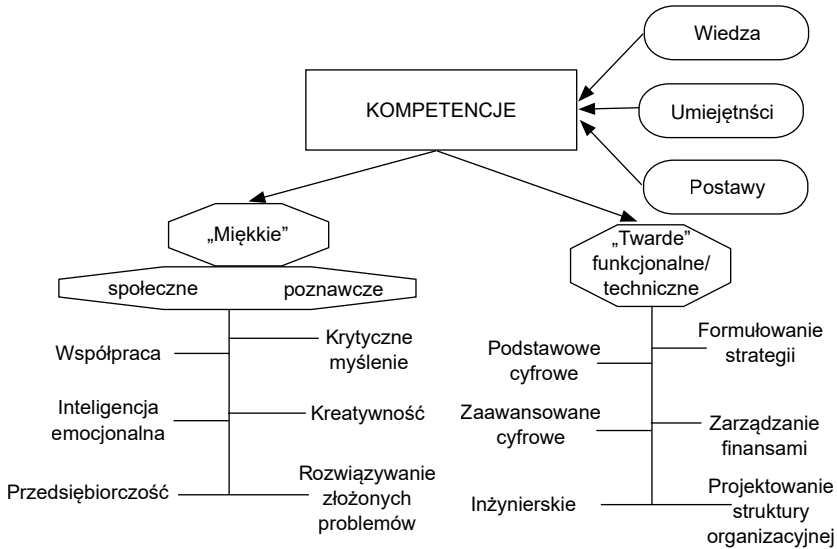 Wiedza
KOMPETENCJE
Umiejętnści
Postawy
„Miękkie”
„Twarde”
funkcjonalne/
techniczne
społeczne
poznawcze
Współpraca
Krytyczne
myślenie
Inteligencja
emocjonalna
Kreatywność
Przedsiębiorczość
Rozwiązywanie
złożonych
problemów
Podstawowe
cyfrowe
Formułowanie
strategii
Zaawansowane
cyfrowe
Zarządzanie
finansami
Inżynierskie
Projektowanie
struktury
organizacyjnej